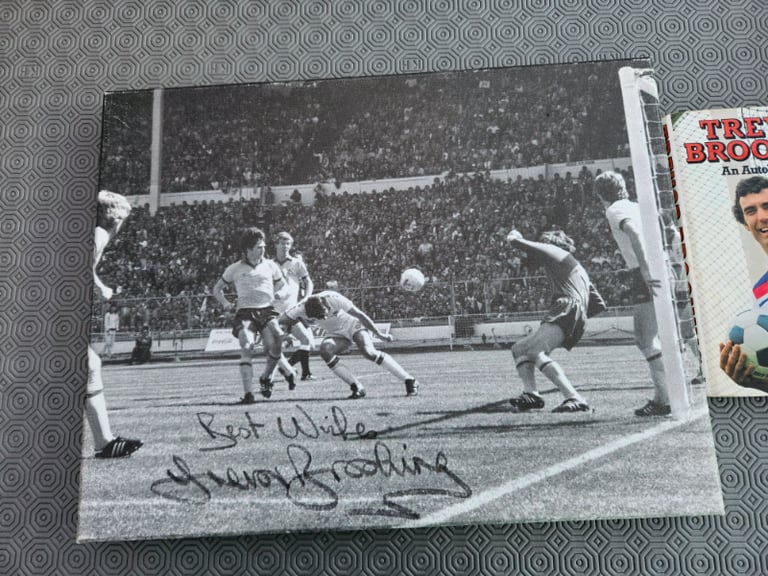 Best Wishes
Trevor Brooking
TREV
BROO
An Auto